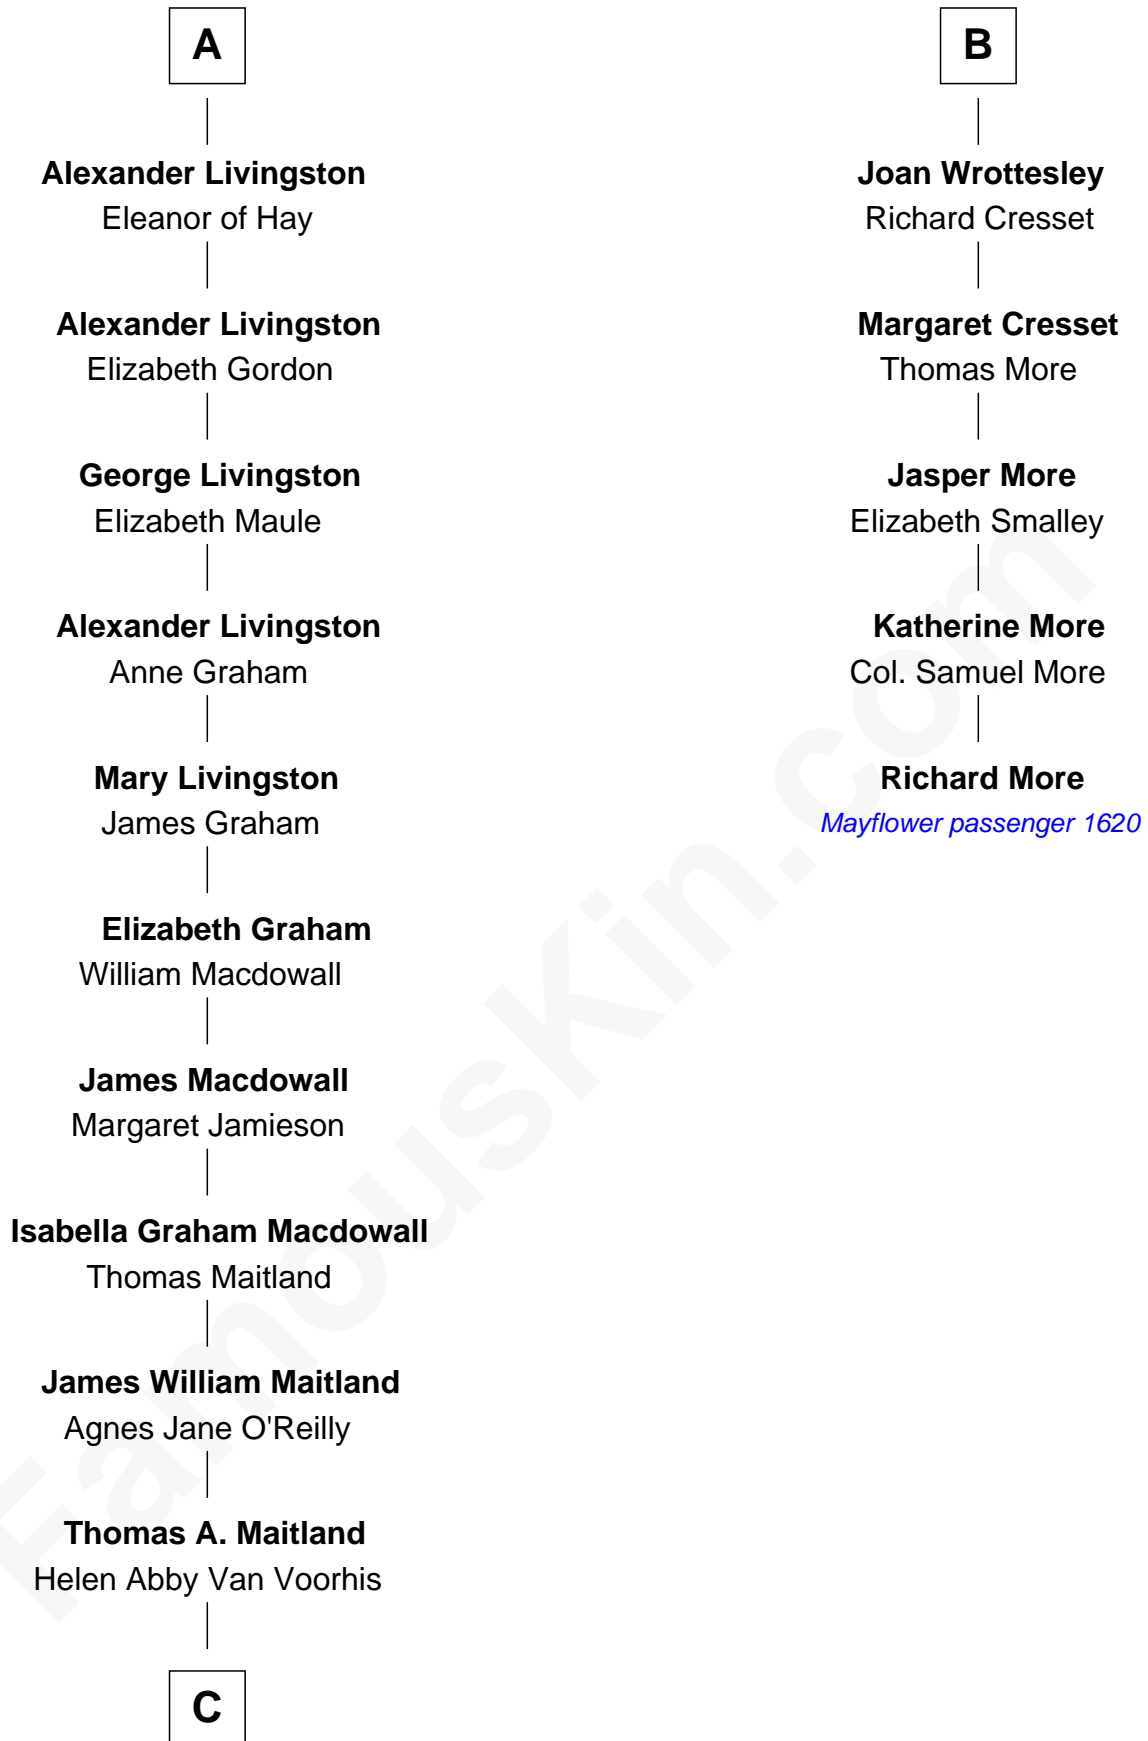 A
Alexander Livingston
Eleanor of Hay
Alexander Livingston
Elizabeth Gordon
George Livingston
Elizabeth Maule
Alexander Livingston
Anne Graham
Mary Livingston
James Graham
Elizabeth Graham
William Macdowall
James Macdowall
Margaret Jamieson
Isabella Graham Macdowall
Thomas Maitland
James William Maitland
Agnes Jane O'Reilly
Thomas A. Maitland
Helen Abby Van Voorhis
C
B
Joan Wrottesley
Richard Cresset
Margaret Cresset
Thomas More
Jasper More
Elizabeth Smalley
Katherine More
Col. Samuel More
Richard More
Mayflower passenger 1620
FamousKin.com